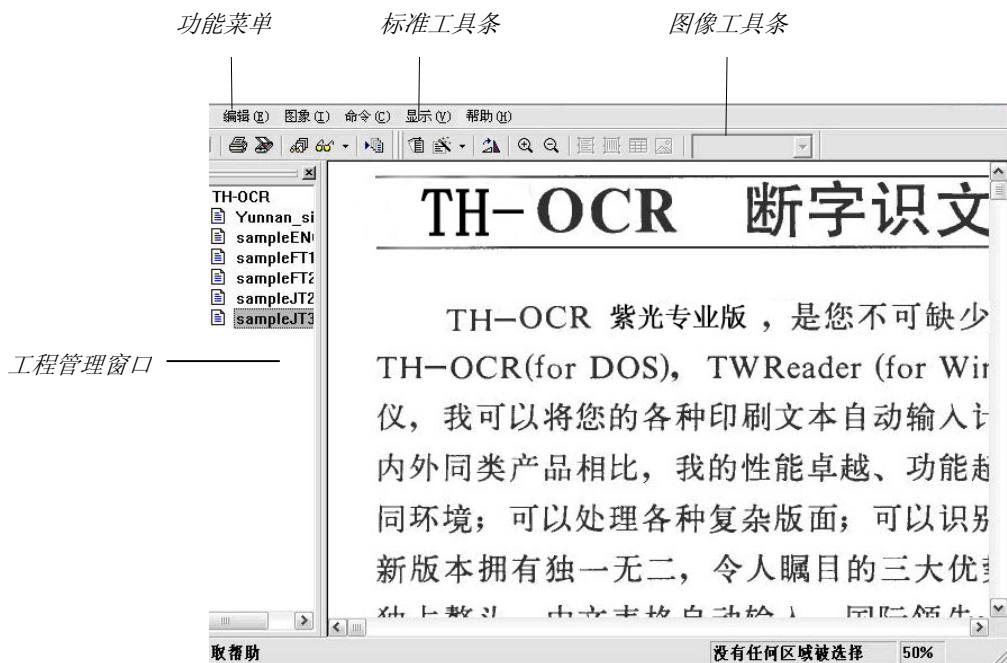 功能菜单 标准工具条 图像工具条
编辑(E) 图象(I) 命令(C) 显示(V) 帮助(H)
TH-OCR
Yunnan_si
sampleEN
sampleFT1
sampleFT2
sampleJT2
sampleJT3
工程管理窗口
TH-OCR 断字识文
TH-OCR 紫光专业版，是您不可缺少
TH-OCR(for DOS)，TWReader (for Win
仪，我可以将您的各种印刷文本自动输入计
内外同类产品相比，我的性能卓越、功能超
同环境；可以处理各种复杂版面；可以识别
新版本拥有独一无二，令人瞩目的三大优势
取帮助 没有任何区域被选择 50%